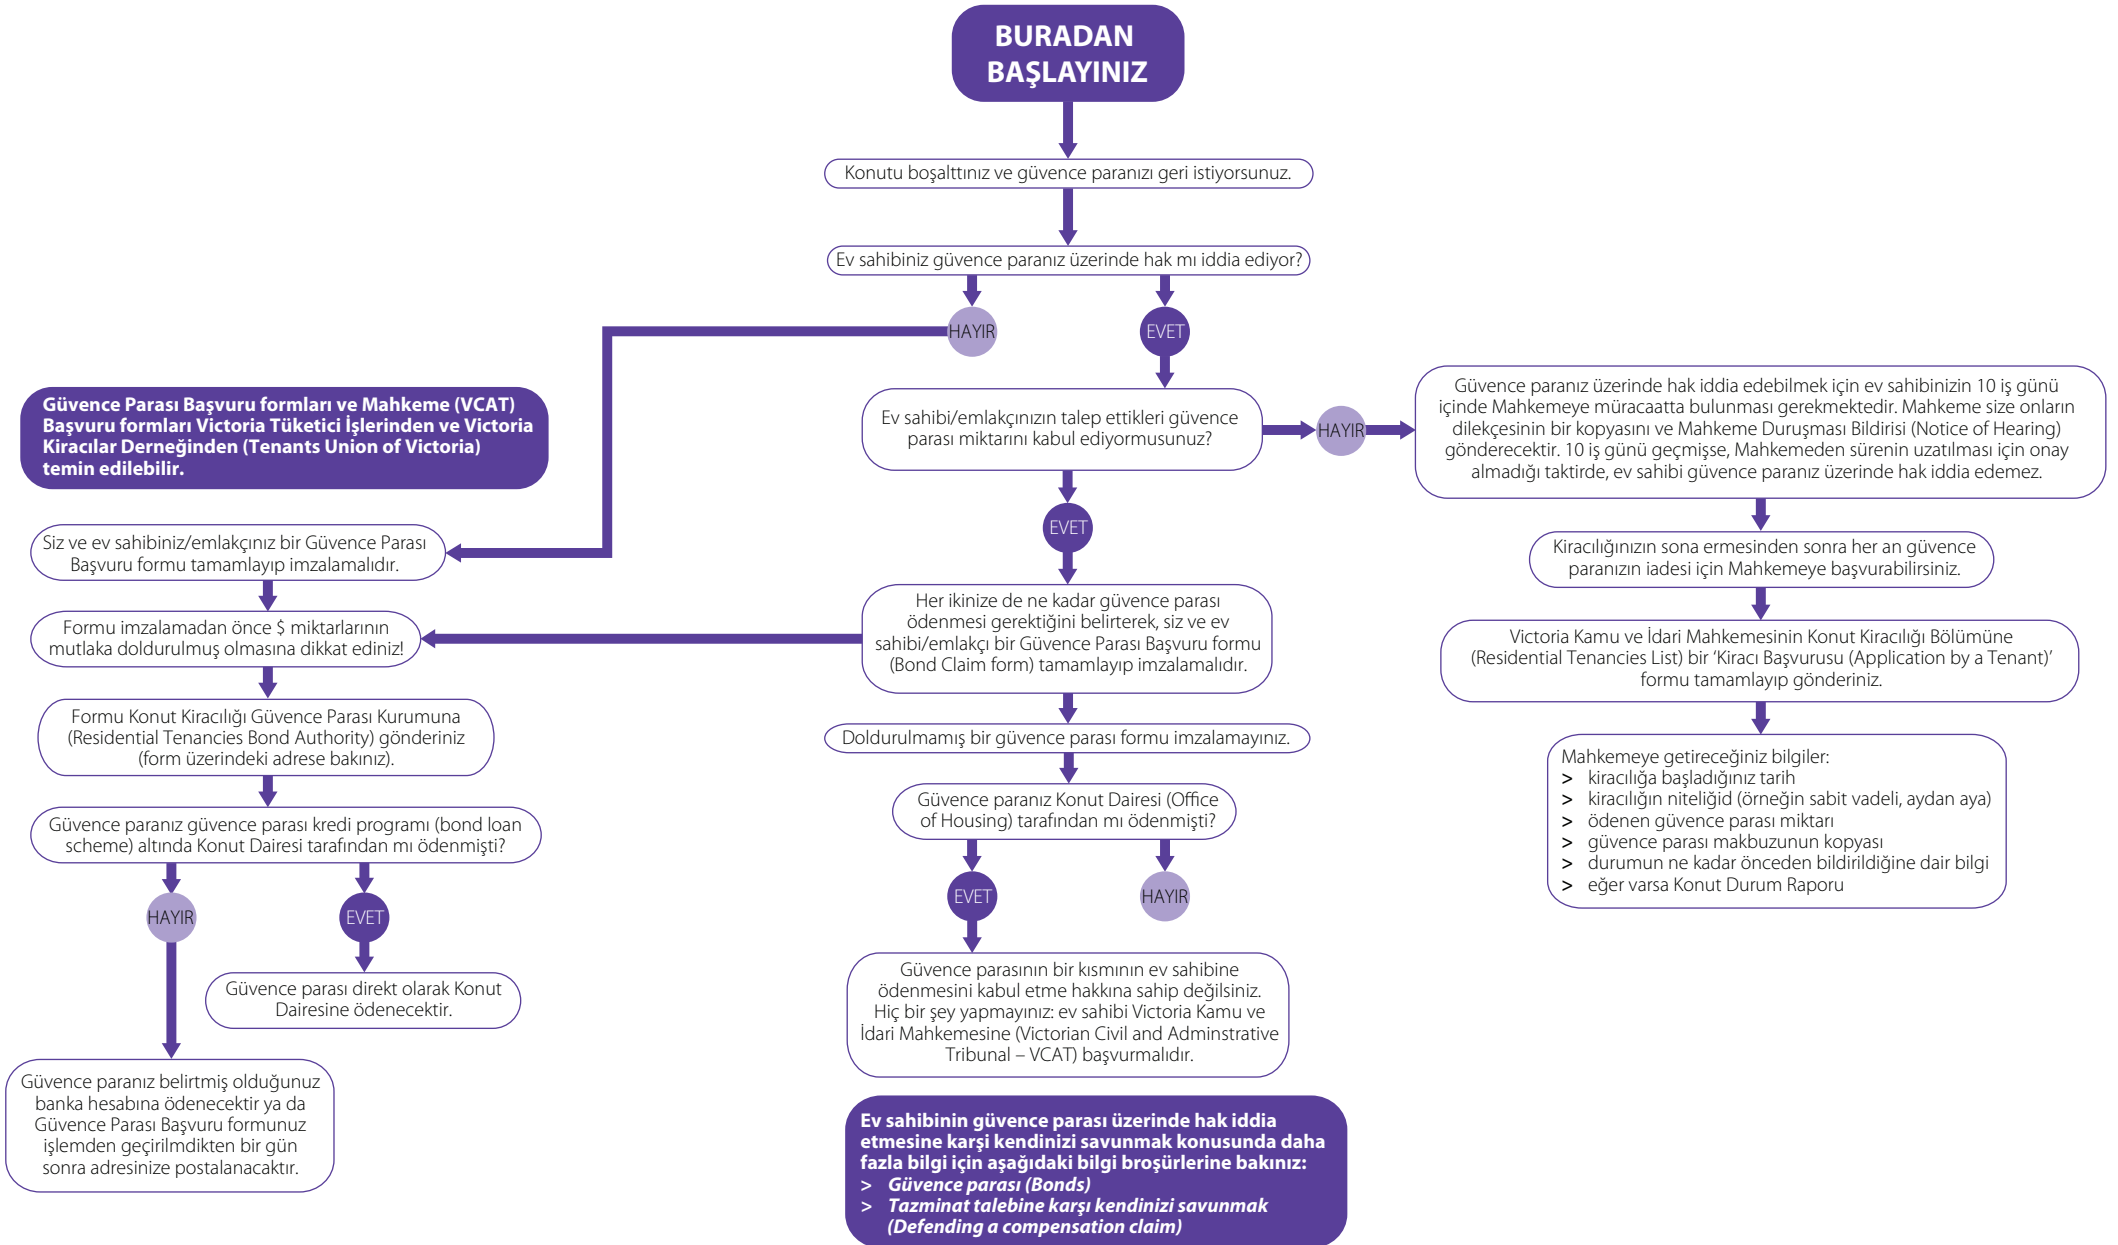 BURADAN
BAŞLAYINIZ
Konutu boşalttınız ve güvence paranızı geri istiyorsunuz.
Ev sahibiniz güvence paranız üzerinde hak mı iddia ediyor?
HAYIR
EVET
Güvence Parası Başvuru formları ve Mahkeme (VCAT)
Başvuru formları Victoria Tüketici İşlerinden ve Victoria
Kiracılar Derneğinden (Tenants Union of Victoria)
temin edilebilir.
Siz ve ev sahibiniz/emlakçınız bir Güvence Parası
Başvuru formu tamamlayıp imzalamalıdır.
Formu imzalamadan önce $ miktarlarının
mutlaka doldurulmuş olmasına dikkat ediniz!
Formu Konut Kiracılığı Güvence Parası Kurumuna
(Residential Tenancies Bond Authority) gönderiniz
(form üzerindeki adrese bakınız).
Güvence paranız güvence parası kredi programı (bond loan
scheme) altında Konut Dairesi tarafından mı ödenmişti?
HAYIR
EVET
Güvence parası direkt olarak Konut
Dairesine ödenecektir.
Güvence paranız belirtmiş olduğunuz
banka hesabına ödenecektir ya da
Güvence Parası Başvuru formunuz
işlemden geçirilmdikten bir gün
sonra adresinize postalanacaktır.
Ev sahibi/emlakçınızın talep ettikleri güvence
parası miktarını kabul ediyormusunuz?
HAYIR
EVET
Her ikinize de ne kadar güvence parası
ödenmesi gerektiğini belirterek, siz ve ev
sahibi/emlakçı bir Güvence Parası Başvuru formu
(Bond Claim form) tamamlayıp imzalamalıdır.
Doldurulmamış bir güvence parası formu imzalamayınız.
Güvence paranız Konut Dairesi (Office
of Housing) tarafından mı ödenmişti?
EVET
HAYIR
Güvence parasının bir kısmının ev sahibine
ödenmesini kabul etme hakkına sahip değilsiniz.
Hiç bir şey yapmayınız: ev sahibi Victoria Kamu ve
İdari Mahkemesine (Victorian Civil and Adminstrative
Tribunal – VCAT) başvurmalıdır.
Ev sahibinin güvence parası üzerinde hak iddia
etmesine karşi kendinizi savunmak konusunda daha
fazla bilgi için aşağıdaki bilgi broşürlerine bakınız:
> Güvence parası (Bonds)
> Tazminat talebine karşı kendinizi savunmak
(Defending a compensation claim)
Güvence paranız üzerinde hak iddia edebilmek için ev sahibinizin 10 iş günü
içinde Mahkemeye müracaatta bulunması gerekmektedir. Mahkeme size onların
dilekçesinin bir kopyasını ve Mahkeme Duruşması Bildirisi (Notice of Hearing)
gönderecektir. 10 iş günü geçmişse, Mahkemeden sürenin uzatılması için onay
almadığı taktirde, ev sahibi güvence paranız üzerinde hak iddia edemez.
Kiracılığınızın sona ermesinden sonra her an güvence
paranızın iadesi için Mahkemeye başvurabilirsiniz.
Victoria Kamu ve İdari Mahkemesinin Konut Kiracılığı Bölümüne
(Residential Tenancies List) bir ‘Kiracı Başvurusu (Application by a Tenant)’
formu tamamlayıp gönderiniz.
Mahkemeye getireceğiniz bilgiler:
> kiracılığa başladığınız tarih
> kiracılığın niteliğid (örneğin sabit vadeli, aydan aya)
> ödenen güvence parası miktarı
> güvence parası makbuzunun kopyası
> durumun ne kadar önceden bildirildiğine dair bilgi
> eğer varsa Konut Durum Raporu